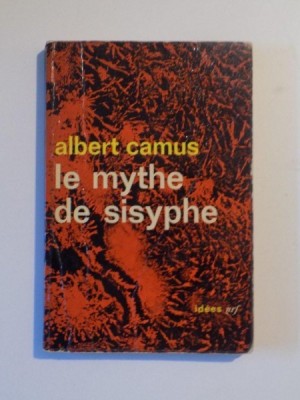 albert camus
le mythe
de sisyphe
idées nrf